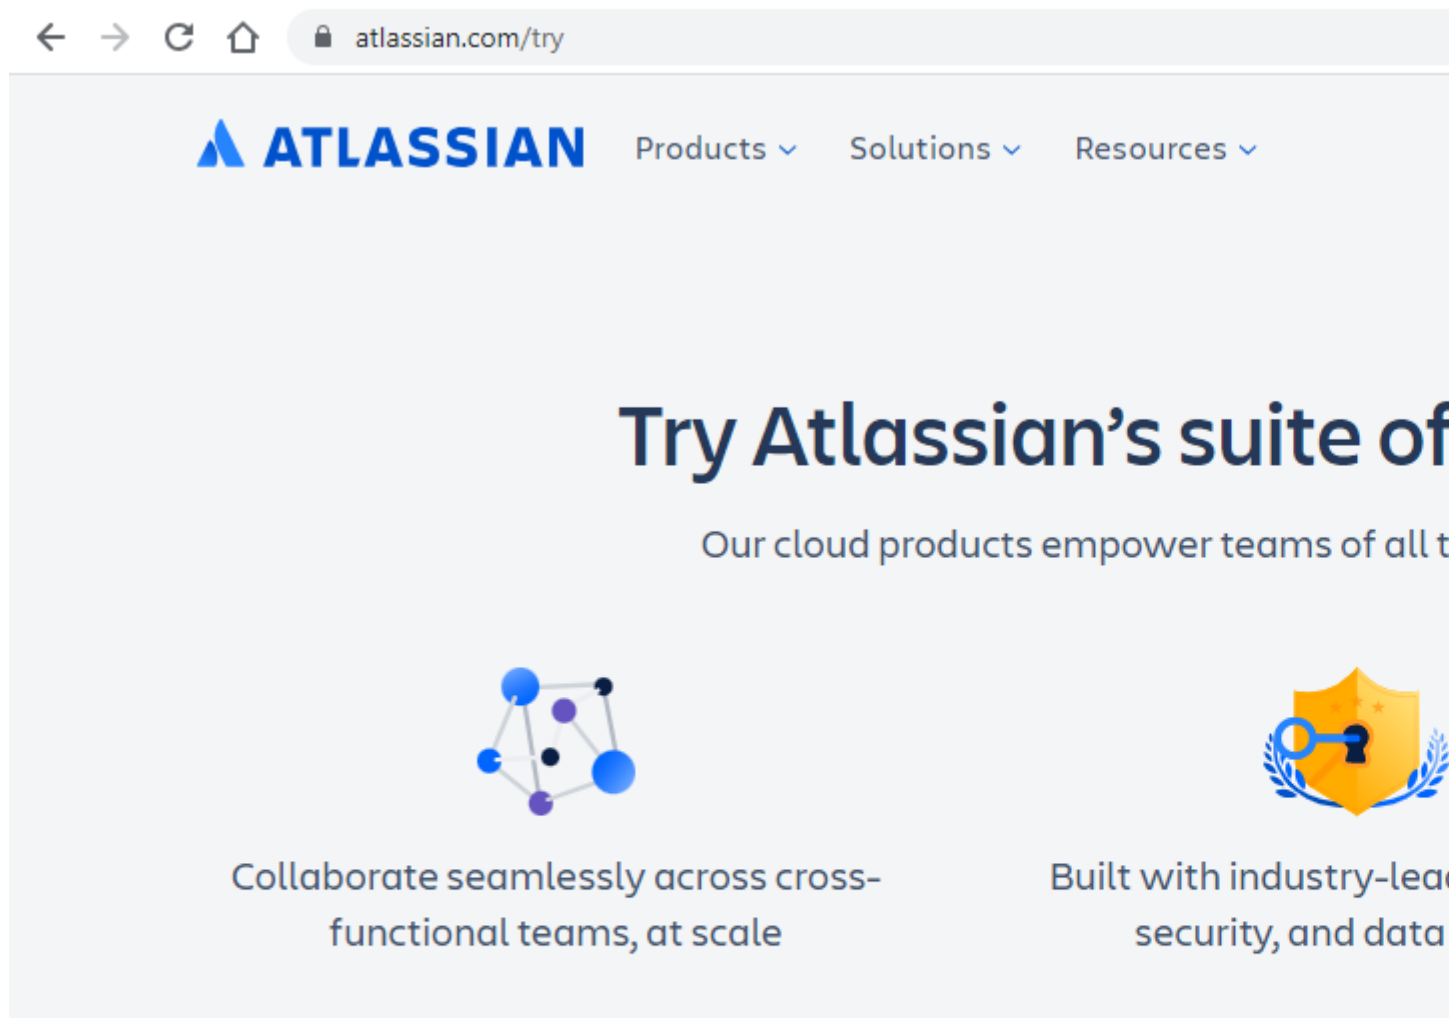 atlassian.com/try
ATLASSIAN Products Solutions Resources
Try Atlassian’s suite of
Our cloud products empower teams of all t
Collaborate seamlessly across cross-
functional teams, at scale
Built with industry-lead
security, and data